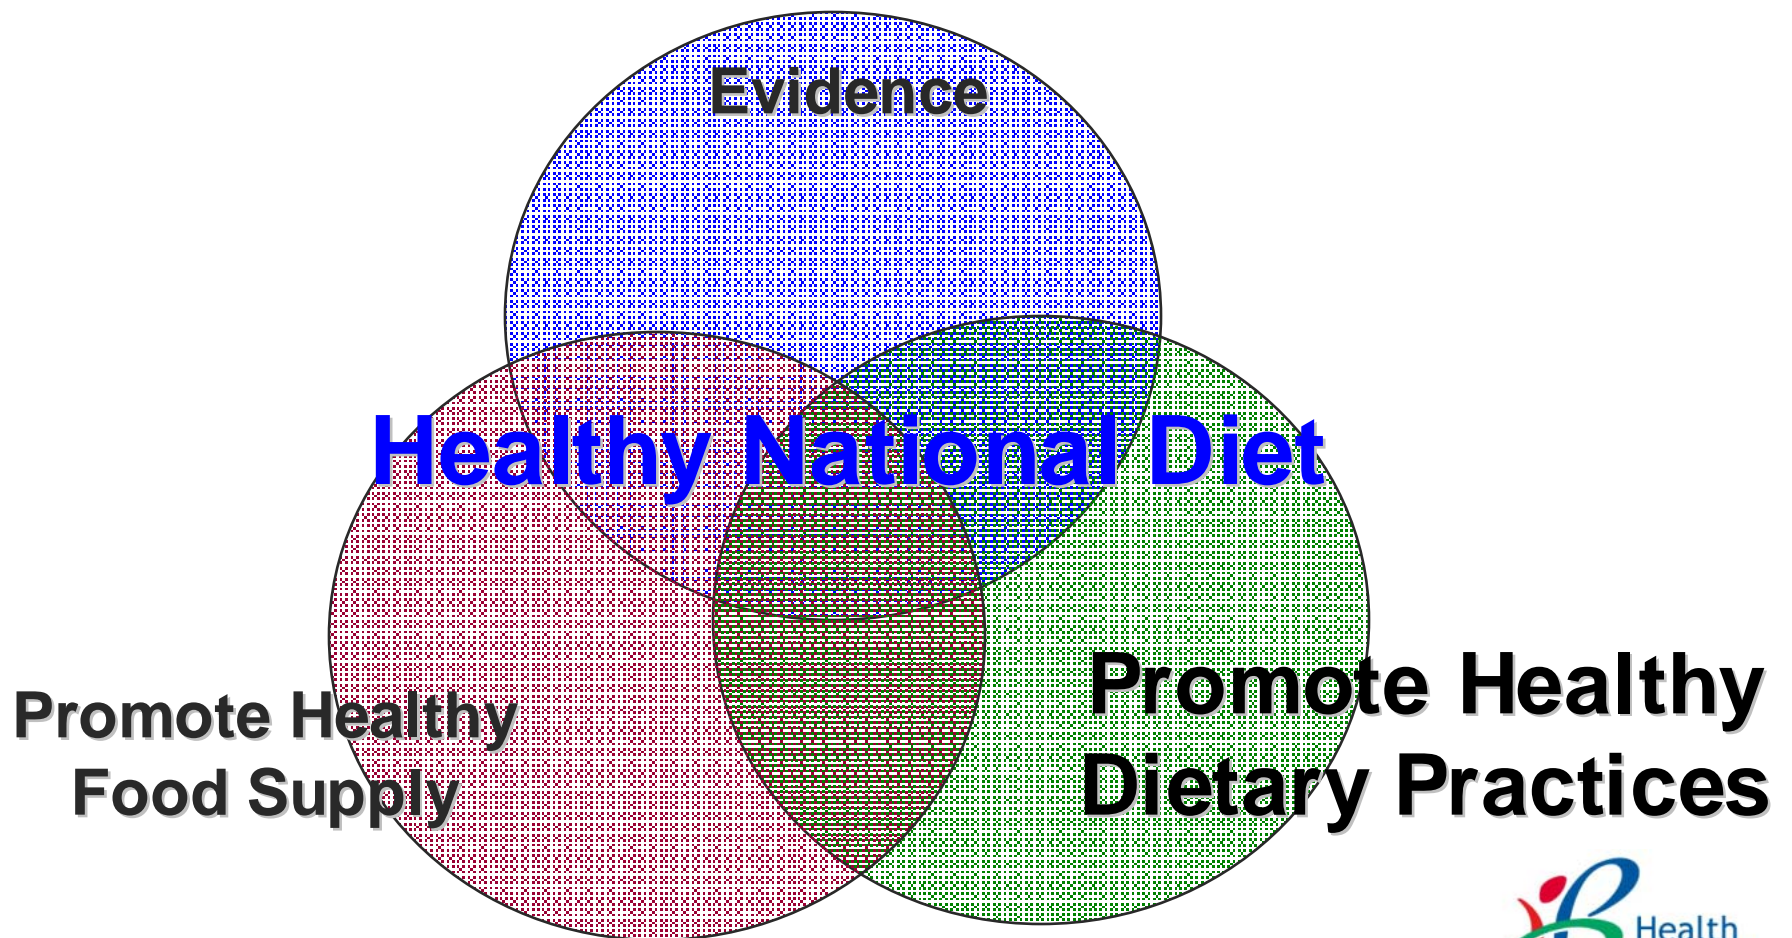 Evidence
Healthy National Diet
Promote Healthy
Food Supply
Promote Healthy
Dietary Practices
Health